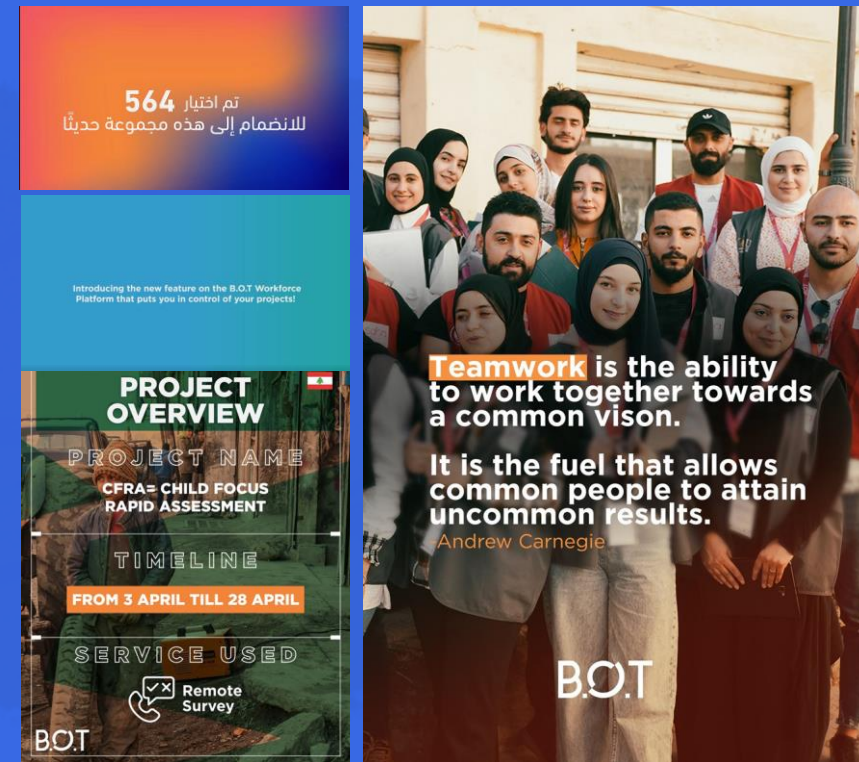 تم اختيار 564
للانضمام إلى هذه مجموعة حديثًا
Introducing the new feature on the B.O.T Workforce
Platform that puts you in control of your projects!
PROJECT
OVERVIEW
PROJECT NAME
CFRA= CHILD FOCUS
RAPID ASSESSMENT
TIMELINE
FROM 3 APRIL TILL 28 APRIL
SERVICE USED
Remote
Survey
B.O.T
Teamwork is the ability
to work together towards
a common vison.
It is the fuel that allows
common people to attain
uncommon results.
-Andrew Carnegie
B.O.T